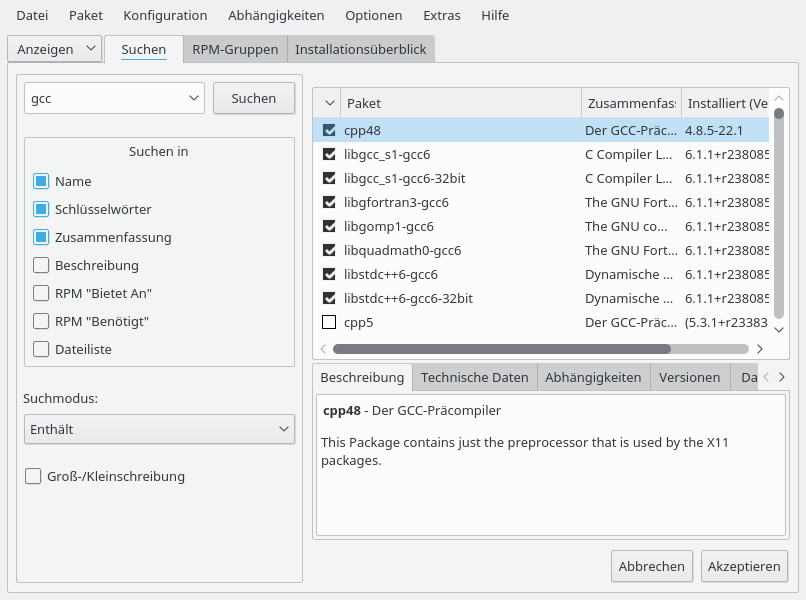 Datei Paket Konfiguration Abhängigkeiten Optionen Extras Hilfe
Anzeigen Suchen RPM-Gruppen Installationsüberblick
gcc Suchen
Suchen in
Name
Schlüsselwörter
Zusammenfassung
Beschreibung
RPM "Bietet An"
RPM "Benötigt"
Dateiliste
Suchmodus:
Enthält
Groß-/Kleinschreibung
Paket Zusammenfas: Installiert (Ve
cpp48 Der GCC-Präc... 4.8.5-22.1
libgcc_s1-gcc6 C Compiler L... 6.1.1+r238085
libgcc_s1-gcc6-32bit C Compiler L... 6.1.1+r238085
libgfortran3-gcc6 The GNU Fort... 6.1.1+r238085
libgomp1-gcc6 The GNU co... 6.1.1+r238085
libquadmath0-gcc6 The GNU Fort... 6.1.1+r238085
libstdc++6-gcc6 Dynamische ... 6.1.1+r238085
libstdc++6-gcc6-32bit Dynamische ... 6.1.1+r238085
cpp5 Der GCC-Präc... (5.3.1+r23383
Beschreibung Technische Daten Abhängigkeiten Versionen Da
cpp48 - Der GCC-Präcompiler
This Package contains just the preprocessor that is used by the X11
packages.
Abbrechen Akzeptieren